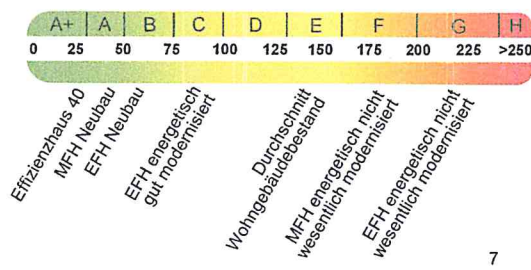 A+ A B C D E F G H
0 25 50 75 100 125 150 175 200 225 >250
Effizienzhaus 40
MFH Neubau
EFH Neubau
EFH energetisch
gut modernisiert
Durchschnitt
Wohngebäudebestand
MFH energetisch nicht
wesentlich modernisiert
EFH energetisch nicht
wesentlich modernisiert
7